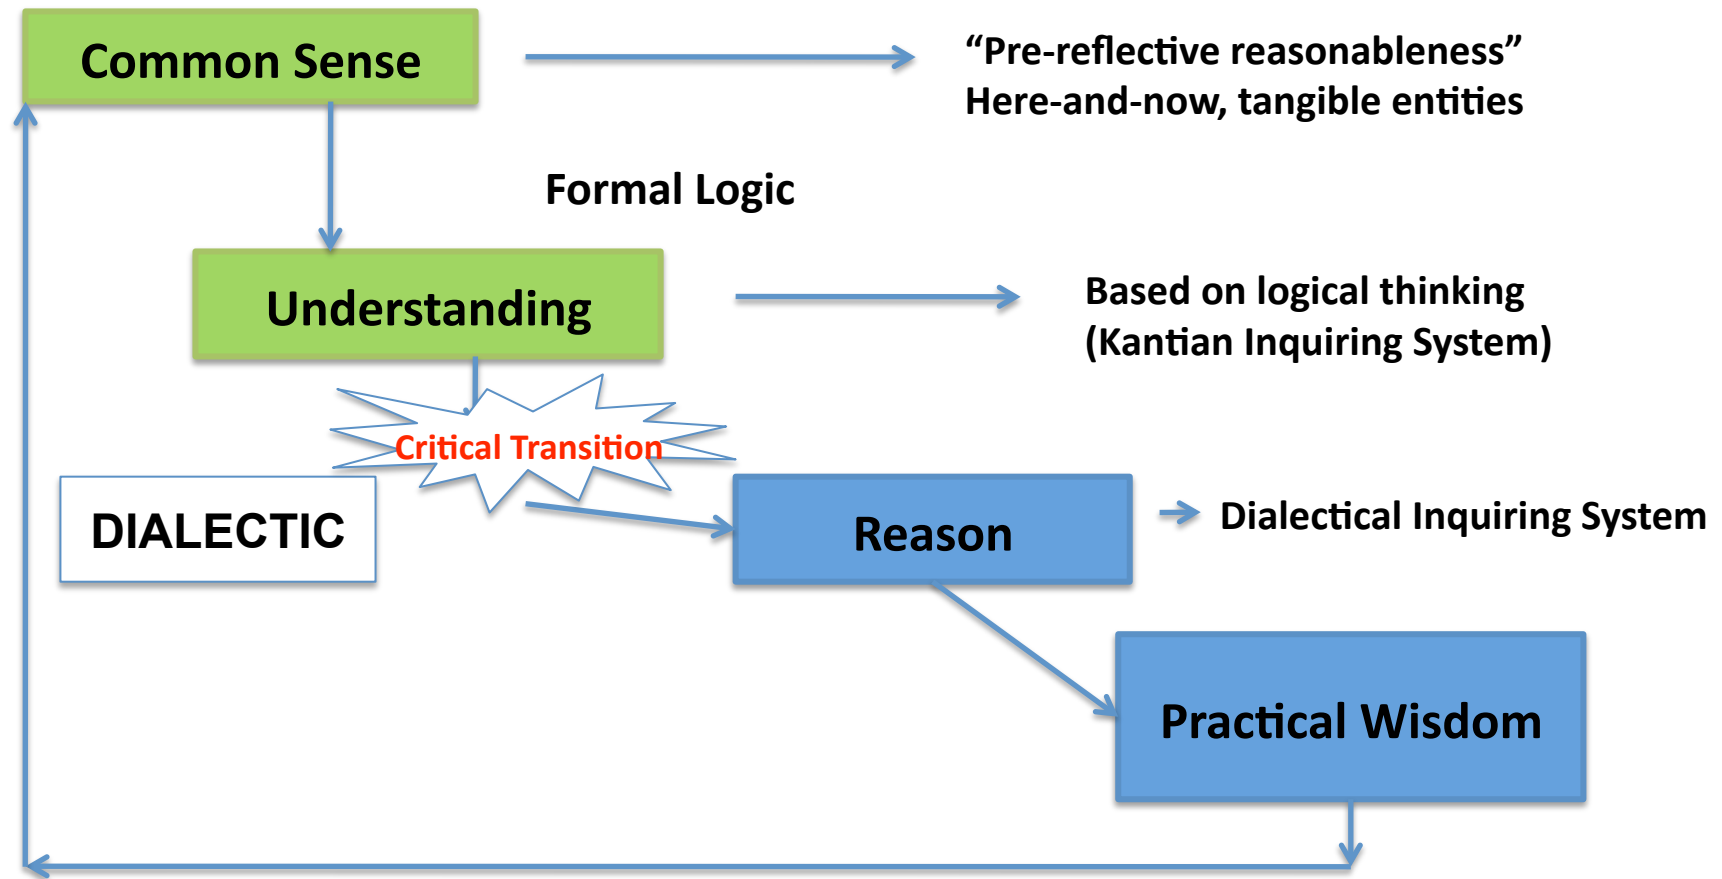 Common Sense
“Pre-reflective reasonableness”
Here-and-now, tangible entities
Formal Logic
Understanding
Based on logical thinking
(Kantian Inquiring System)
Critical Transition
DIALECTIC
Reason
Dialectical Inquiring System
Practical Wisdom